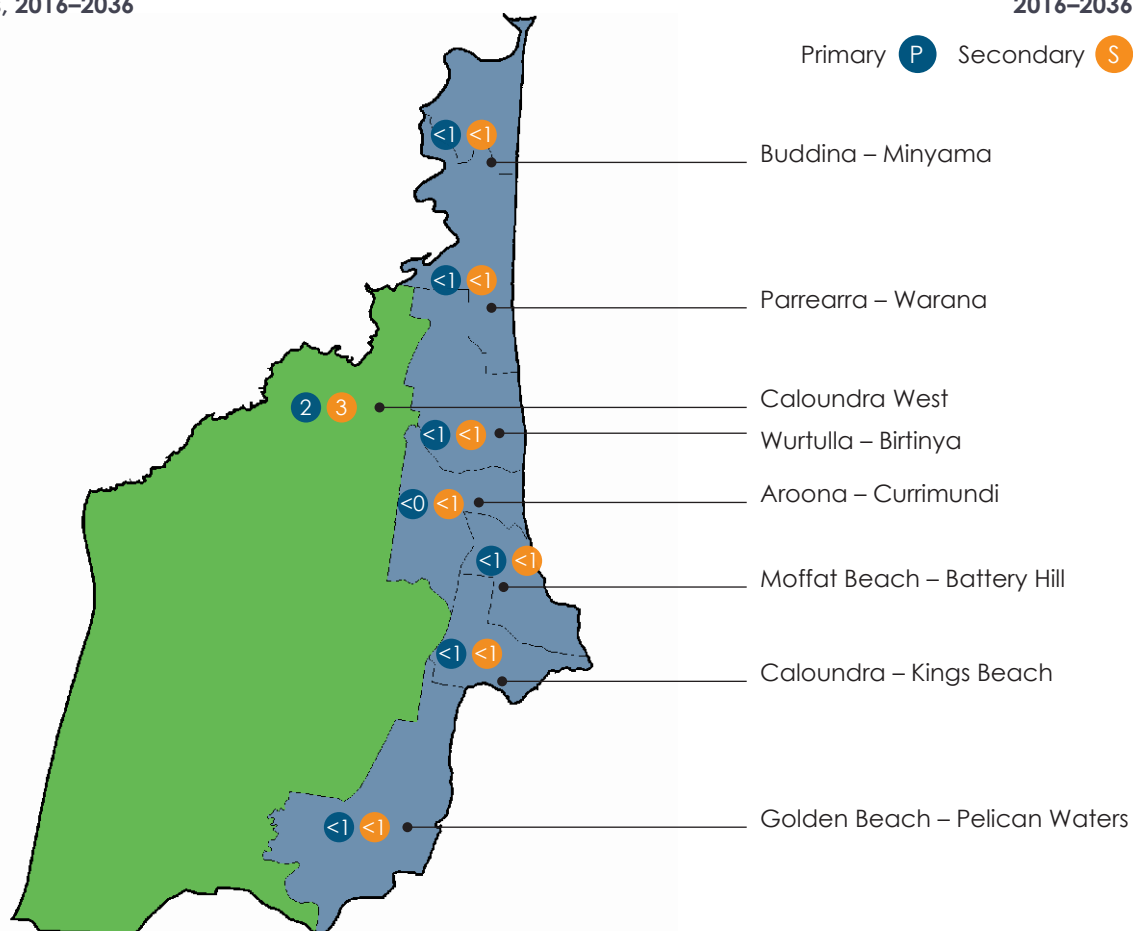 , 2016–2036
2016–2036
Primary P Secondary S
<1 <1
Buddina – Minyama
<1 <1
Parrearra – Warana
2 3
Caloundra West
<1 <1
Wurtulla – Birtinya
<0 <1
Aroona – Currimundi
<1 <1
Moffat Beach – Battery Hill
<1 <1
Caloundra – Kings Beach
<1 <1
Golden Beach – Pelican Waters